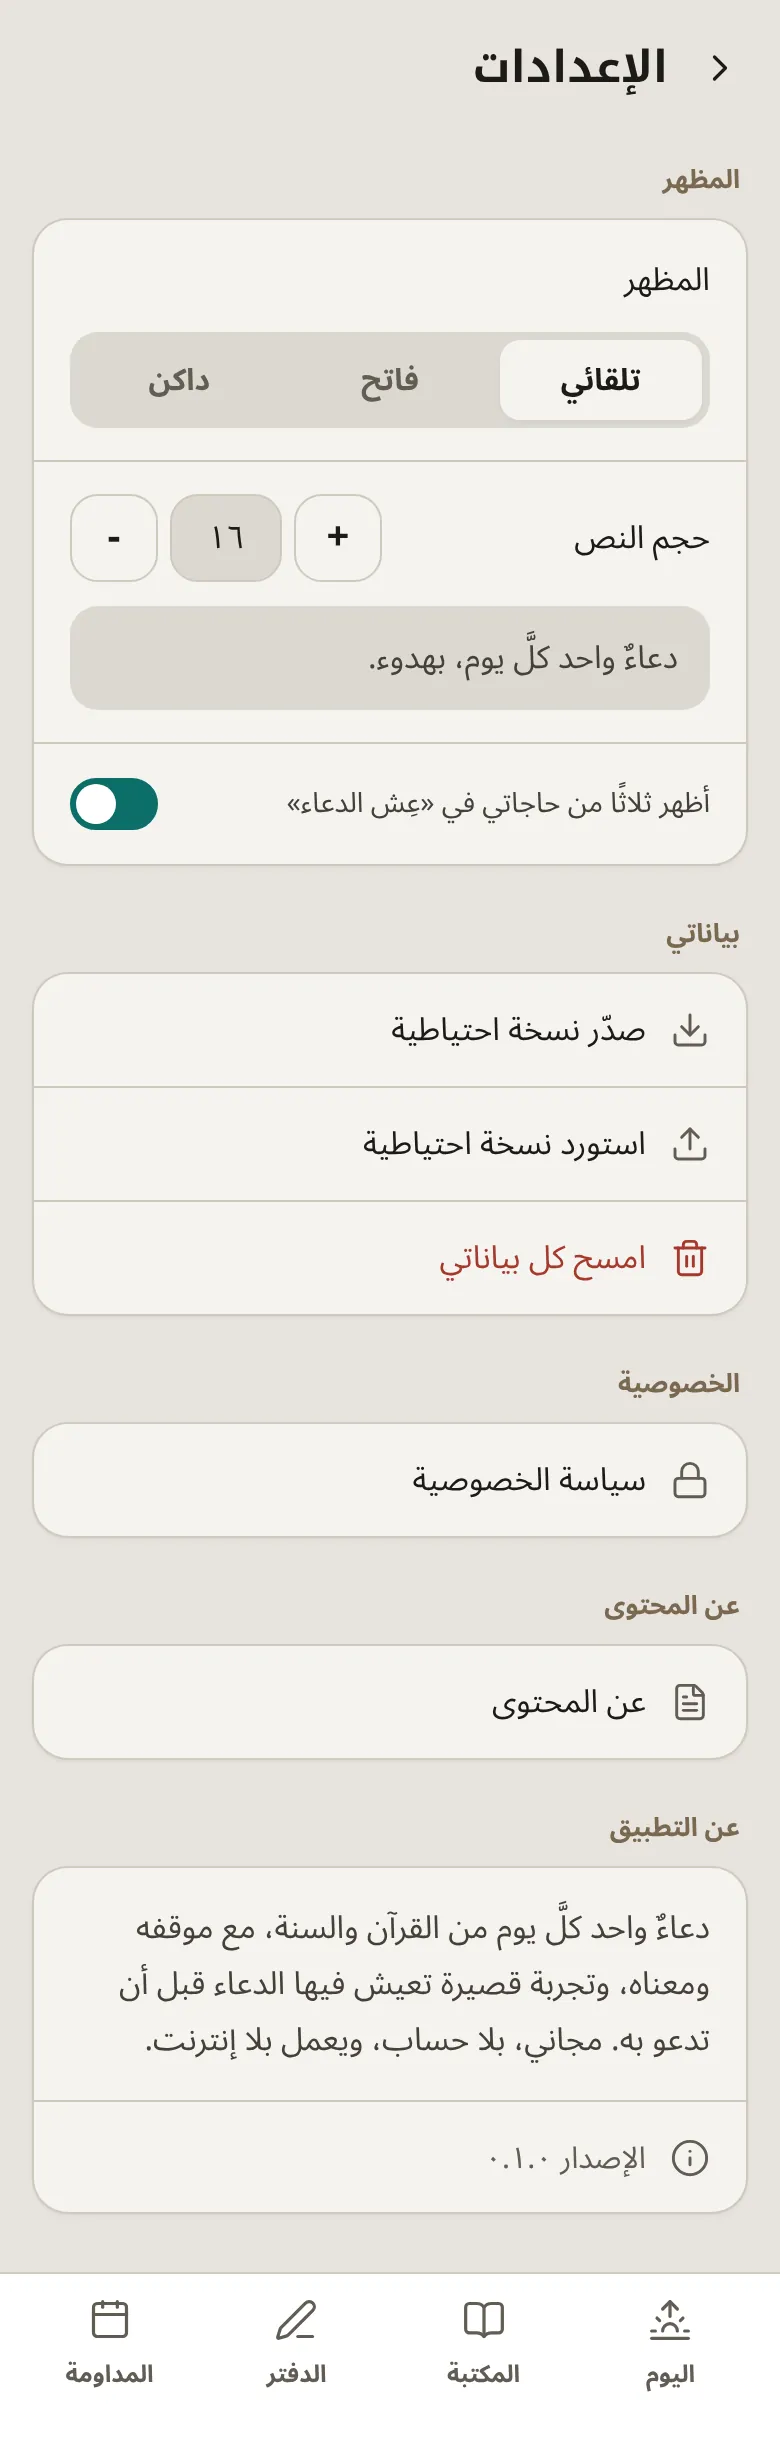 الإعدادات
المظهر
المظهر
تلقائي
فاتح
داكن
حجم النص
+
١٦
-
دعاءٌ واحد كلَّ يوم، بهدوء.
أظهر ثلاثًا من حاجاتي في «عِش الدعاء»
بياناتي
صدّر نسخة احتياطية
استورد نسخة احتياطية
امسح كل بياناتي
الخصوصية
سياسة الخصوصية
عن المحتوى
عن المحتوى
عن التطبيق
دعاءٌ واحد كلَّ يوم من القرآن والسنة، مع موقفه
ومعناه، وتجربة قصيرة تعيش فيها الدعاء قبل أن
تدعو به. مجاني، بلا حساب، ويعمل بلا إنترنت.
الإصدار ٠.١.٠
اليوم
المكتبة
الدفتر
المداومة